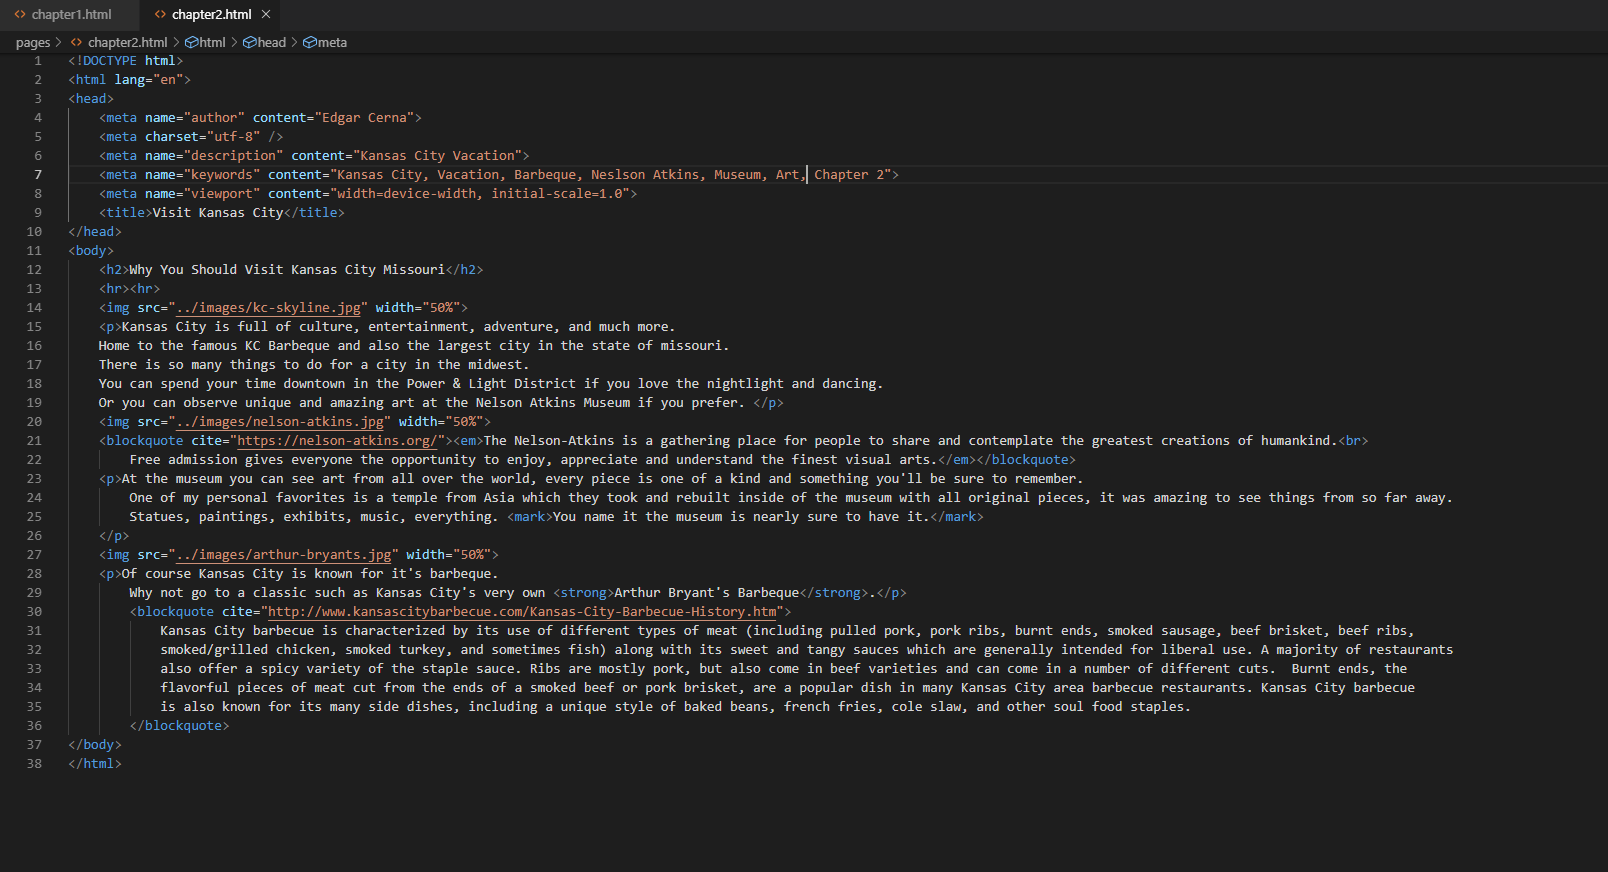 chapter1.html chapter2.html
pages > chapter2.html > html > head > meta
1 <!DOCTYPE html>
2 <html lang="en">
3 <head>
4 <meta name="author" content="Edgar Cerna">
5 <meta charset="utf-8" />
6 <meta name="description" content="Kansas City Vacation">
7 <meta name="keywords" content="Kansas City, Vacation, Barbeque, Neslson Atkins, Museum, Art, Chapter 2">
8 <meta name="viewport" content="width=device-width, initial-scale=1.0">
9 <title>Visit Kansas City</title>
10 </head>
11 <body>
12 <h2>Why You Should Visit Kansas City Missouri</h2>
13 <hr><hr>
14 <img src="../images/kc-skyline.jpg" width="50%">
15 <p>Kansas City is full of culture, entertainment, adventure, and much more.
16 Home to the famous KC Barbeque and also the largest city in the state of missouri.
17 There is so many things to do for a city in the midwest.
18 You can spend your time downtown in the Power & Light District if you love the nightlight and dancing.
19 Or you can observe unique and amazing art at the Nelson Atkins Museum if you prefer. </p>
20 <img src="../images/nelson-atkins.jpg" width="50%">
21 <blockquote cite="https://nelson-atkins.org/"><em>The Nelson-Atkins is a gathering place for people to share and contemplate the greatest creations of humankind.<br>
22 Free admission gives everyone the opportunity to enjoy, appreciate and understand the finest visual arts.</em></blockquote>
23 <p>At the museum you can see art from all over the world, every piece is one of a kind and something you'll be sure to remember.
24 One of my personal favorites is a temple from Asia which they took and rebuilt inside of the museum with all original pieces, it was amazing to see things from so far away.
25 Statues, paintings, exhibits, music, everything. <mark>You name it the museum is nearly sure to have it.</mark>
26 </p>
27 <img src="../images/arthur-bryants.jpg" width="50%">
28 <p>Of course Kansas City is known for it's barbeque.
29 Why not go to a classic such as Kansas City's very own <strong>Arthur Bryant's Barbeque</strong>.</p>
30 <blockquote cite="http://www.kansascitybarbecue.com/Kansas-City-Barbecue-History.htm">
31 Kansas City barbecue is characterized by its use of different types of meat (including pulled pork, pork ribs, burnt ends, smoked sausage, beef brisket, beef ribs,
32 smoked/grilled chicken, smoked turkey, and sometimes fish) along with its sweet and tangy sauces which are generally intended for liberal use. A majority of restaurants
33 also offer a spicy variety of the staple sauce. Ribs are mostly pork, but also come in beef varieties and can come in a number of different cuts.  Burnt ends, the
34 flavorful pieces of meat cut from the ends of a smoked beef or pork brisket, are a popular dish in many Kansas City area barbecue restaurants. Kansas City barbecue
35 is also known for its many side dishes, including a unique style of baked beans, french fries, cole slaw, and other soul food staples.
36 </blockquote>
37 </body>
38 </html>